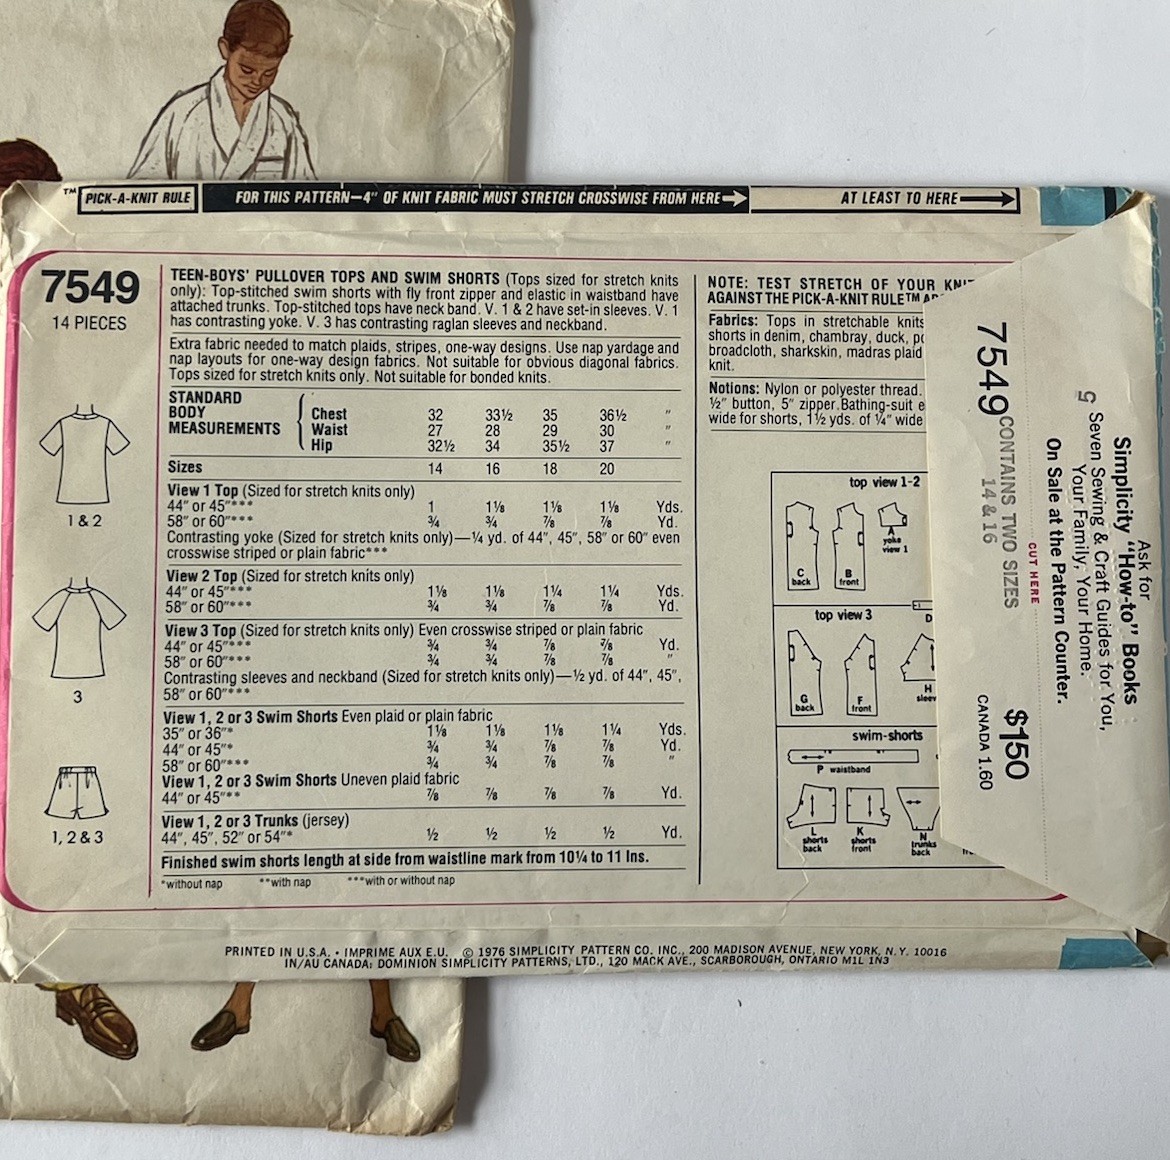 ™ PICK-A-KNIT RULE FOR THIS PATTERN—4" OF KNIT FABRIC MUST STRETCH CROSSWISE FROM HERE AT LEAST TO HERE
7549
14 PIECES
1 & 2
3
1, 2 & 3
TEEN-BOYS' PULLOVER TOPS AND SWIM SHORTS (Tops sized for stretch knits
only): Top-stitched swim shorts with fly front zipper and elastic in waistband have
attached trunks. Top-stitched tops have neck band. V. 1 & 2 have set-in sleeves. V. 1
has contrasting yoke. V. 3 has contrasting raglan sleeves and neckband.
Extra fabric needed to match plaids, stripes, one-way designs. Use nap yardage and
nap layouts for one-way design fabrics. Not suitable for obvious diagonal fabrics.
Tops sized for stretch knits only. Not suitable for bonded knits.
STANDARD
BODY
MEASUREMENTS
Chest 32 33½ 35 36½ "
Waist 27 28 29 30 "
Hip 32½ 34 35½ 37 "
Sizes 14 16 18 20
View 1 Top (Sized for stretch knits only)
44" or 45"*** 1 1⅛ 1⅛ 1⅛ Yds.
58" or 60"*** ¾ ¾ ⅞ ⅞ Yd.
Contrasting yoke (Sized for stretch knits only)—¼ yd. of 44", 45", 58" or 60" even
crosswise striped or plain fabric***
View 2 Top (Sized for stretch knits only)
44" or 45"*** 1⅛ 1⅛ 1¼ 1¼ Yds.
58" or 60"*** ¾ ¾ ⅞ ⅞ Yd.
View 3 Top (Sized for stretch knits only) Even crosswise striped or plain fabric
44" or 45"*** ¾ ¾ ⅞ ⅞ Yd.
58" or 60"*** ¾ ¾ ⅞ ⅞ "
Contrasting sleeves and neckband (Sized for stretch knits only)—½ yd. of 44", 45",
58" or 60"***
View 1, 2 or 3 Swim Shorts Even plaid or plain fabric
35" or 36"* 1⅛ 1⅛ 1⅛ 1¼ Yds.
44" or 45"* ¾ ¾ ⅞ ⅞ Yd.
58" or 60"*** ¾ ¾ ⅞ ⅞ "
View 1, 2 or 3 Swim Shorts Uneven plaid fabric
44" or 45"** ⅞ ⅞ ⅞ ⅞ Yd.
View 1, 2 or 3 Trunks (jersey)
44", 45", 52" or 54"* ½ ½ ½ ½ Yd.
Finished swim shorts length at side from waistline mark from 10¼ to 11 Ins.
*without nap **with nap ***with or without nap
NOTE: TEST STRETCH OF YOUR
AGAINST THE PICK-A-KNIT RULE™
Fabrics: Tops in stretchable knits
shorts in denim, chambray, duck,
broadcloth, sharkskin, madras plaid
knit.
Notions: Nylon or polyester thread.
½" button, 5" zipper. Bathing-suit
wide for shorts, 1½ yds. of ¼" wide
top view 1-2
C
back
B
front
A
yoke
view 1
top view 3
D
G
back
F
front
H
swim-shorts
P waistband
L
shorts
back
K
shorts
front
N
trunks
back
7549
CONTAINS TWO SIZES
14 & 16
$1.50
CANADA 1.60
CUT HERE
Ask for
Simplicity "How-to" Books
Seven Sewing & Craft Guides for You,
Your Family, Your Home.
On Sale at the Pattern Counter.
5
PRINTED IN U.S.A. • IMPRIME AUX E.U. © 1976 SIMPLICITY PATTERN CO. INC., 200 MADISON AVENUE, NEW YORK, N.Y. 10016
IN/AU CANADA: DOMINION SIMPLICITY PATTERNS, LTD., 120 MACK AVE., SCARBOROUGH, ONTARIO M1L 1N3